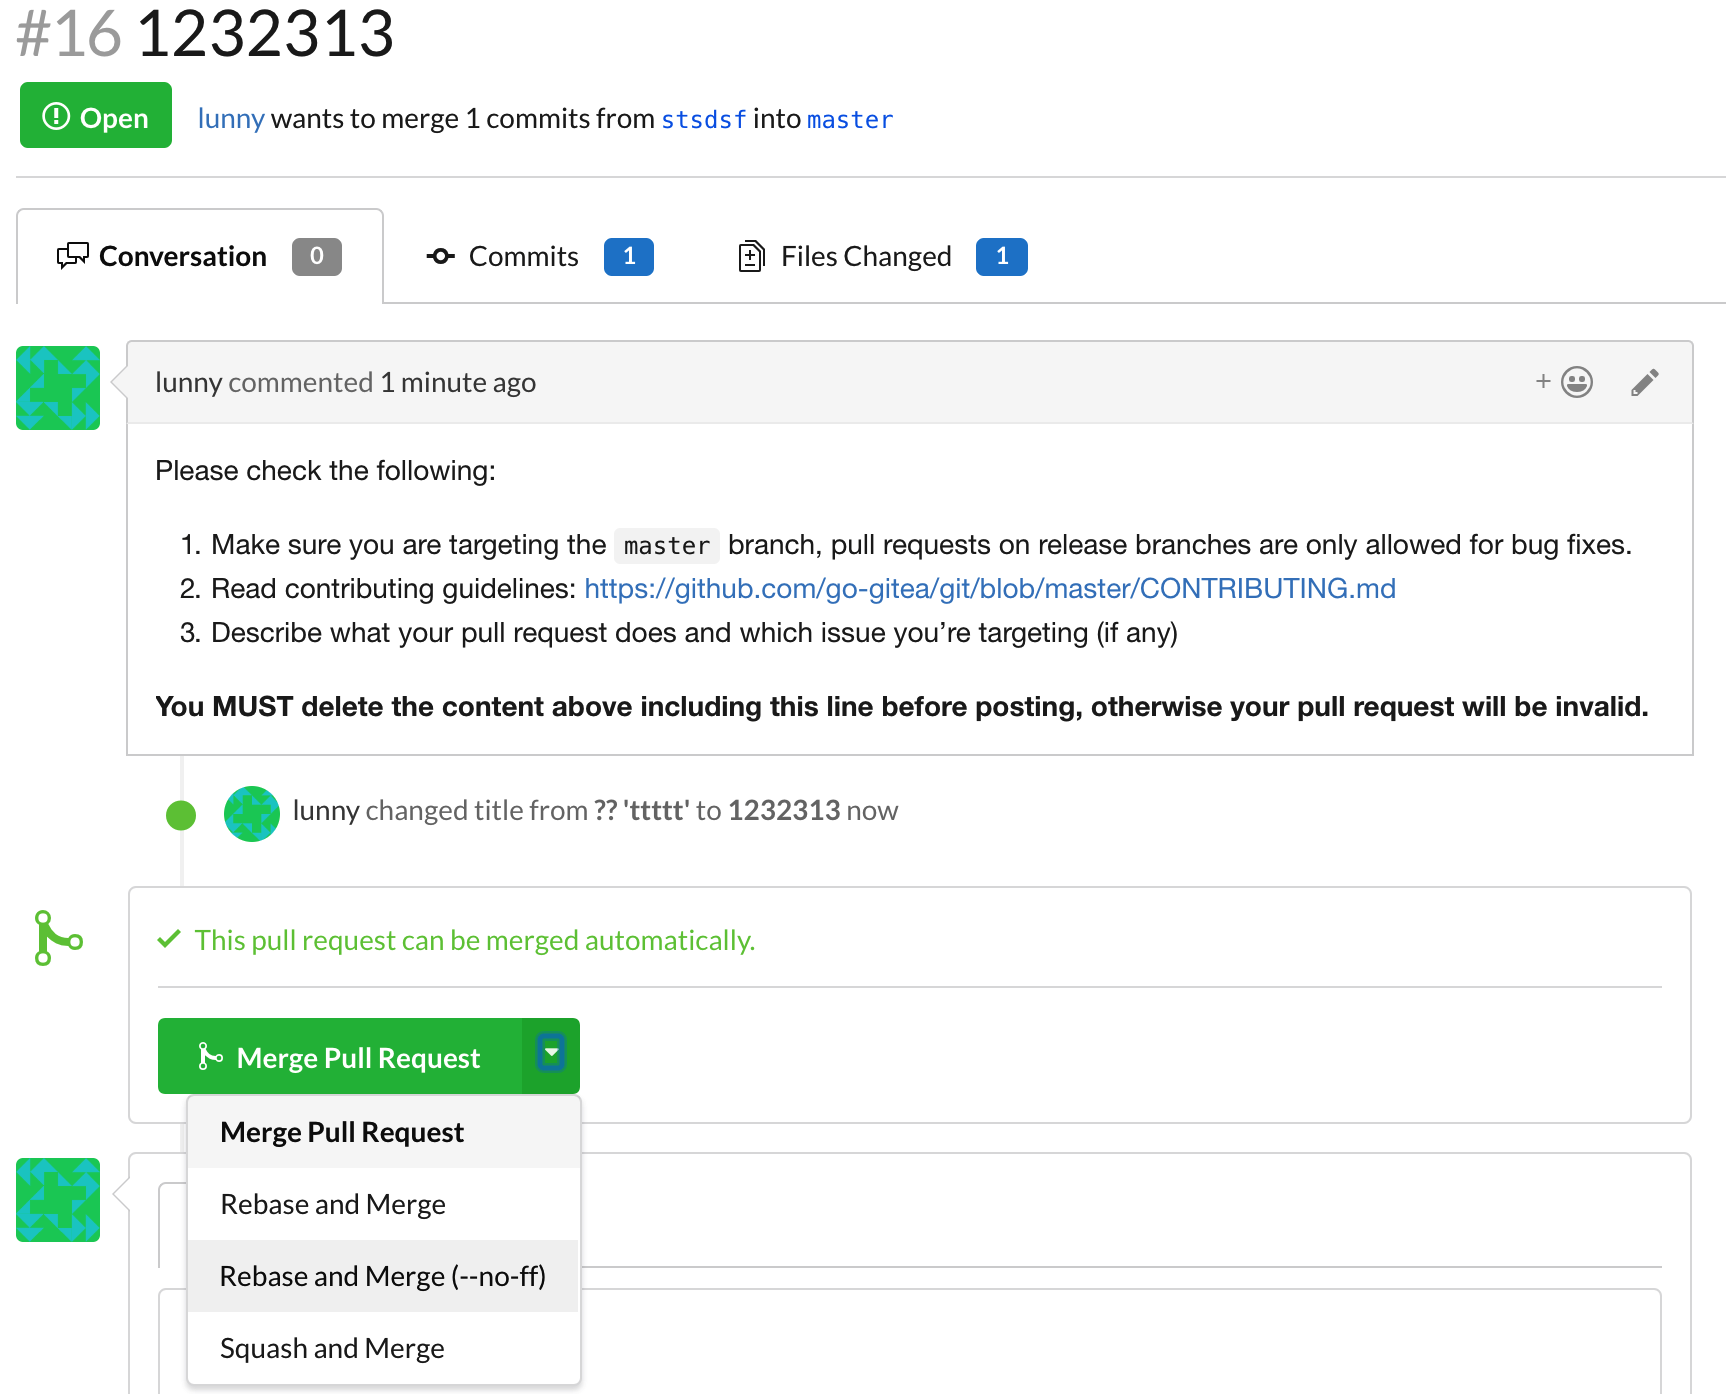 #16 1232313
Open lunny wants to merge 1 commits from stsdsf into master
Conversation 0 Commits 1 Files Changed 1
lunny commented 1 minute ago
Please check the following:
1. Make sure you are targeting the master branch, pull requests on release branches are only allowed for bug fixes.
2. Read contributing guidelines: https://github.com/go-gitea/git/blob/master/CONTRIBUTING.md
3. Describe what your pull request does and which issue you’re targeting (if any)
You MUST delete the content above including this line before posting, otherwise your pull request will be invalid.
lunny changed title from ?? 'ttttt' to 1232313 now
This pull request can be merged automatically.
Merge Pull Request
Merge Pull Request
Rebase and Merge
Rebase and Merge (--no-ff)
Squash and Merge